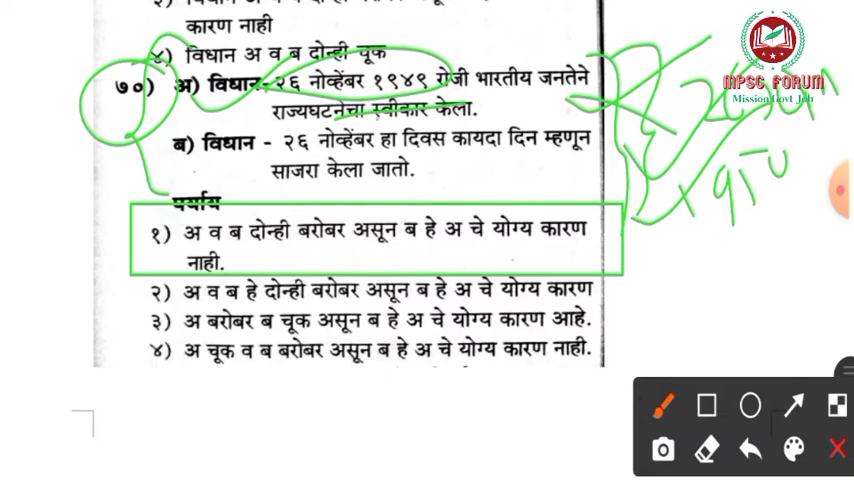 कारण नाही
४) विधान अ व ब दोन्ही चूक
७०) अ) विधान- २६ नोव्हेंबर १९४९ रोजी भारतीय जनतेने
राज्यघटनेचा स्वीकार केला.
ब) विधान - २६ नोव्हेंबर हा दिवस कायदा दिन म्हणून
साजरा केला जातो.
पर्याय
१) अ व ब दोन्ही बरोबर असून ब हे अ चे योग्य कारण
नाही.
२) अ व ब हे दोन्ही बरोबर असून ब हे अ चे योग्य कारण
३) अ बरोबर ब चूक असून ब हे अ चे योग्य कारण आहे.
४) अ चूक व ब बरोबर असून ब हे अ चे योग्य कारण नाही.
MPSC FORUM
Mission Govt Job